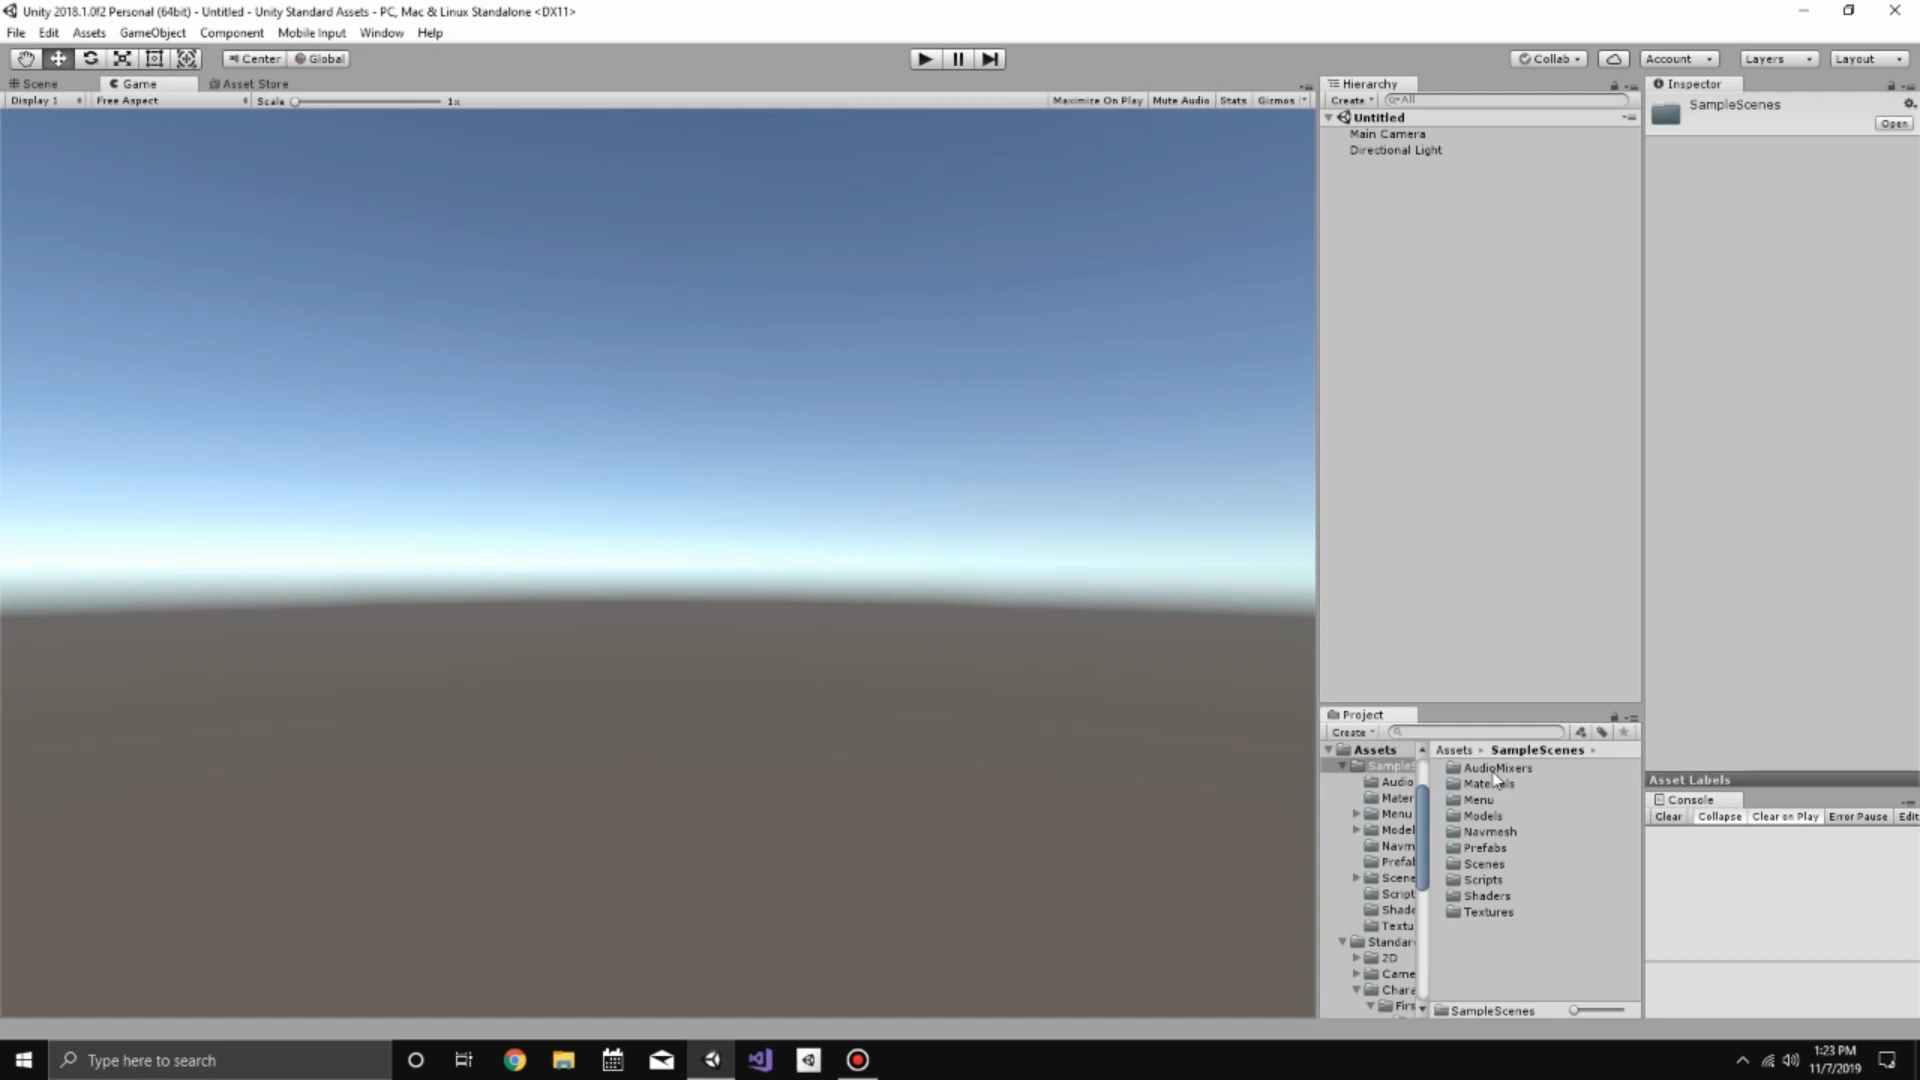 Unity 2018.1.0f2 Personal (64bit) - Untitled - Unity Standard Assets - PC, Mac & Linux Standalone <DX11>
File Edit Assets GameObject Component Mobile Input Window Help
Center Global Collab Account Layers Layout
Scene Game Asset Store Hierarchy Inspector
Display 1 Free Aspect Scale 1x Maximize On Play Mute Audio Stats Gizmos Create All SampleScenes
Open
Untitled
Main Camera
Directional Light
Project
Create
Assets Assets SampleScenes
SampleS AudioMixers
Audio Materials
Mater Menu
Menu Models
Model Navmesh
Navm Prefabs
Prefal Scenes
Scene Scripts
Script Shaders
Shade Textures
Textu
Standar
2D
Came
Chara
Firs
SampleScenes
Asset Labels
Console
Clear Collapse Clear on Play Error Pause Edit
Type here to search
1:23 PM
11/7/2019